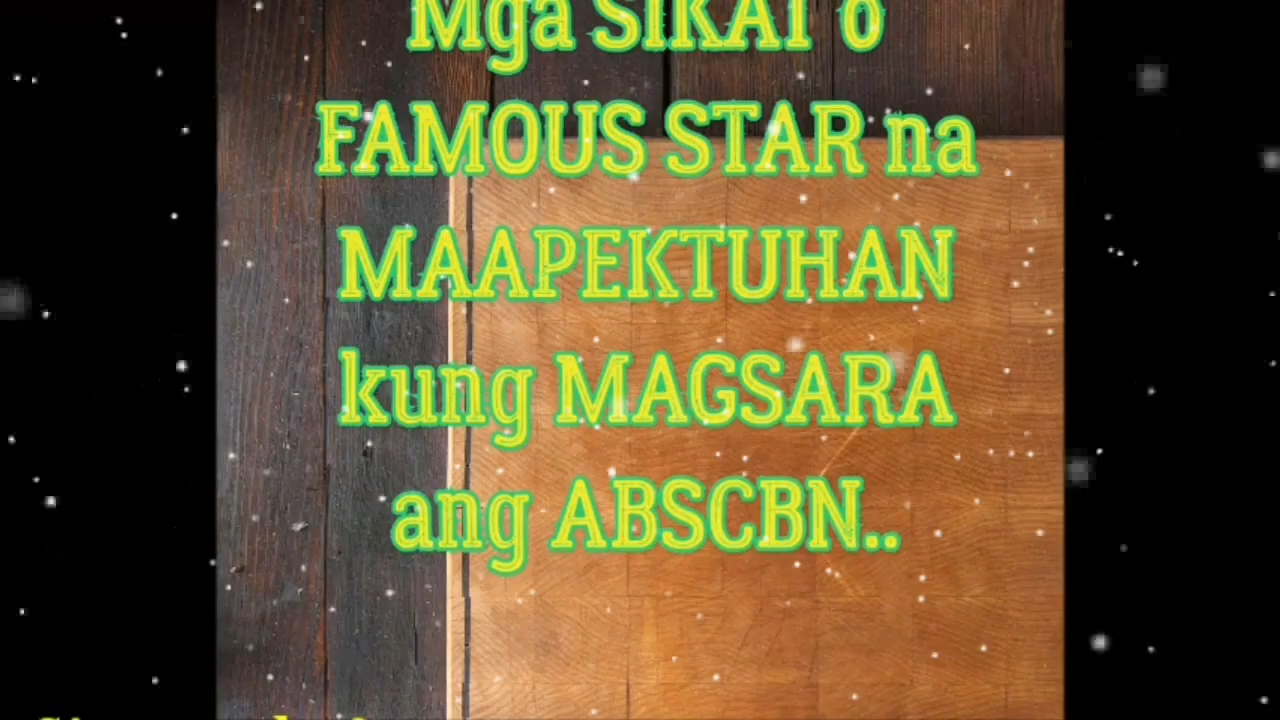 Mga SIKAT o
FAMOUS STAR na
MAAPEKTUHAN
kung MAGSARA
ang ABSCBN..